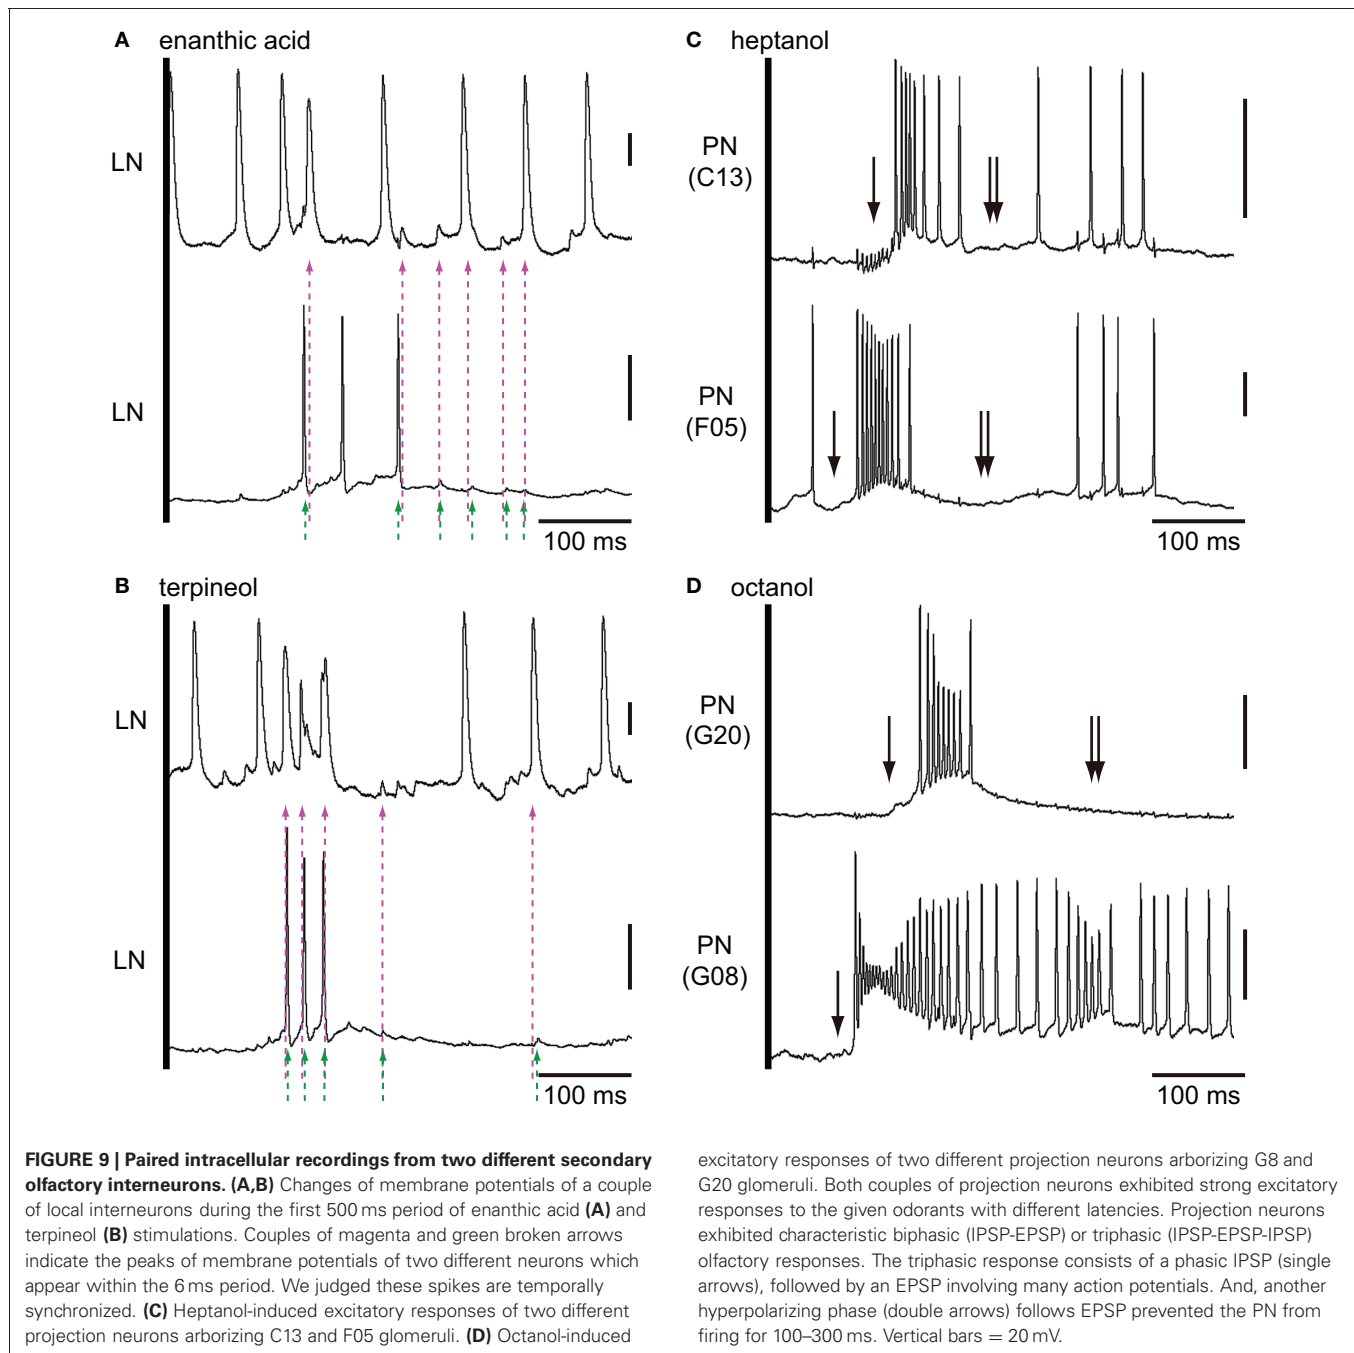 A enanthic acid
LN
LN
100 ms
B terpineol
LN
LN
100 ms
C heptanol
PN
(C13)
PN
(F05)
100 ms
D octanol
PN
(G20)
PN
(G08)
100 ms
FIGURE 9 | Paired intracellular recordings from two different secondary
olfactory interneurons. (A,B) Changes of membrane potentials of a couple
of local interneurons during the first 500 ms period of enanthic acid (A) and
terpineol (B) stimulations. Couples of magenta and green broken arrows
indicate the peaks of membrane potentials of two different neurons which
appear within the 6 ms period. We judged these spikes are temporally
synchronized. (C) Heptanol-induced excitatory responses of two different
projection neurons arborizing C13 and F05 glomeruli. (D) Octanol-induced
excitatory responses of two different projection neurons arborizing G8 and
G20 glomeruli. Both couples of projection neurons exhibited strong excitatory
responses to the given odorants with different latencies. Projection neurons
exhibited characteristic biphasic (IPSP-EPSP) or triphasic (IPSP-EPSP-IPSP)
olfactory responses. The triphasic response consists of a phasic IPSP (single
arrows), followed by an EPSP involving many action potentials. And, another
hyperpolarizing phase (double arrows) follows EPSP prevented the PN from
firing for 100–300 ms. Vertical bars = 20 mV.